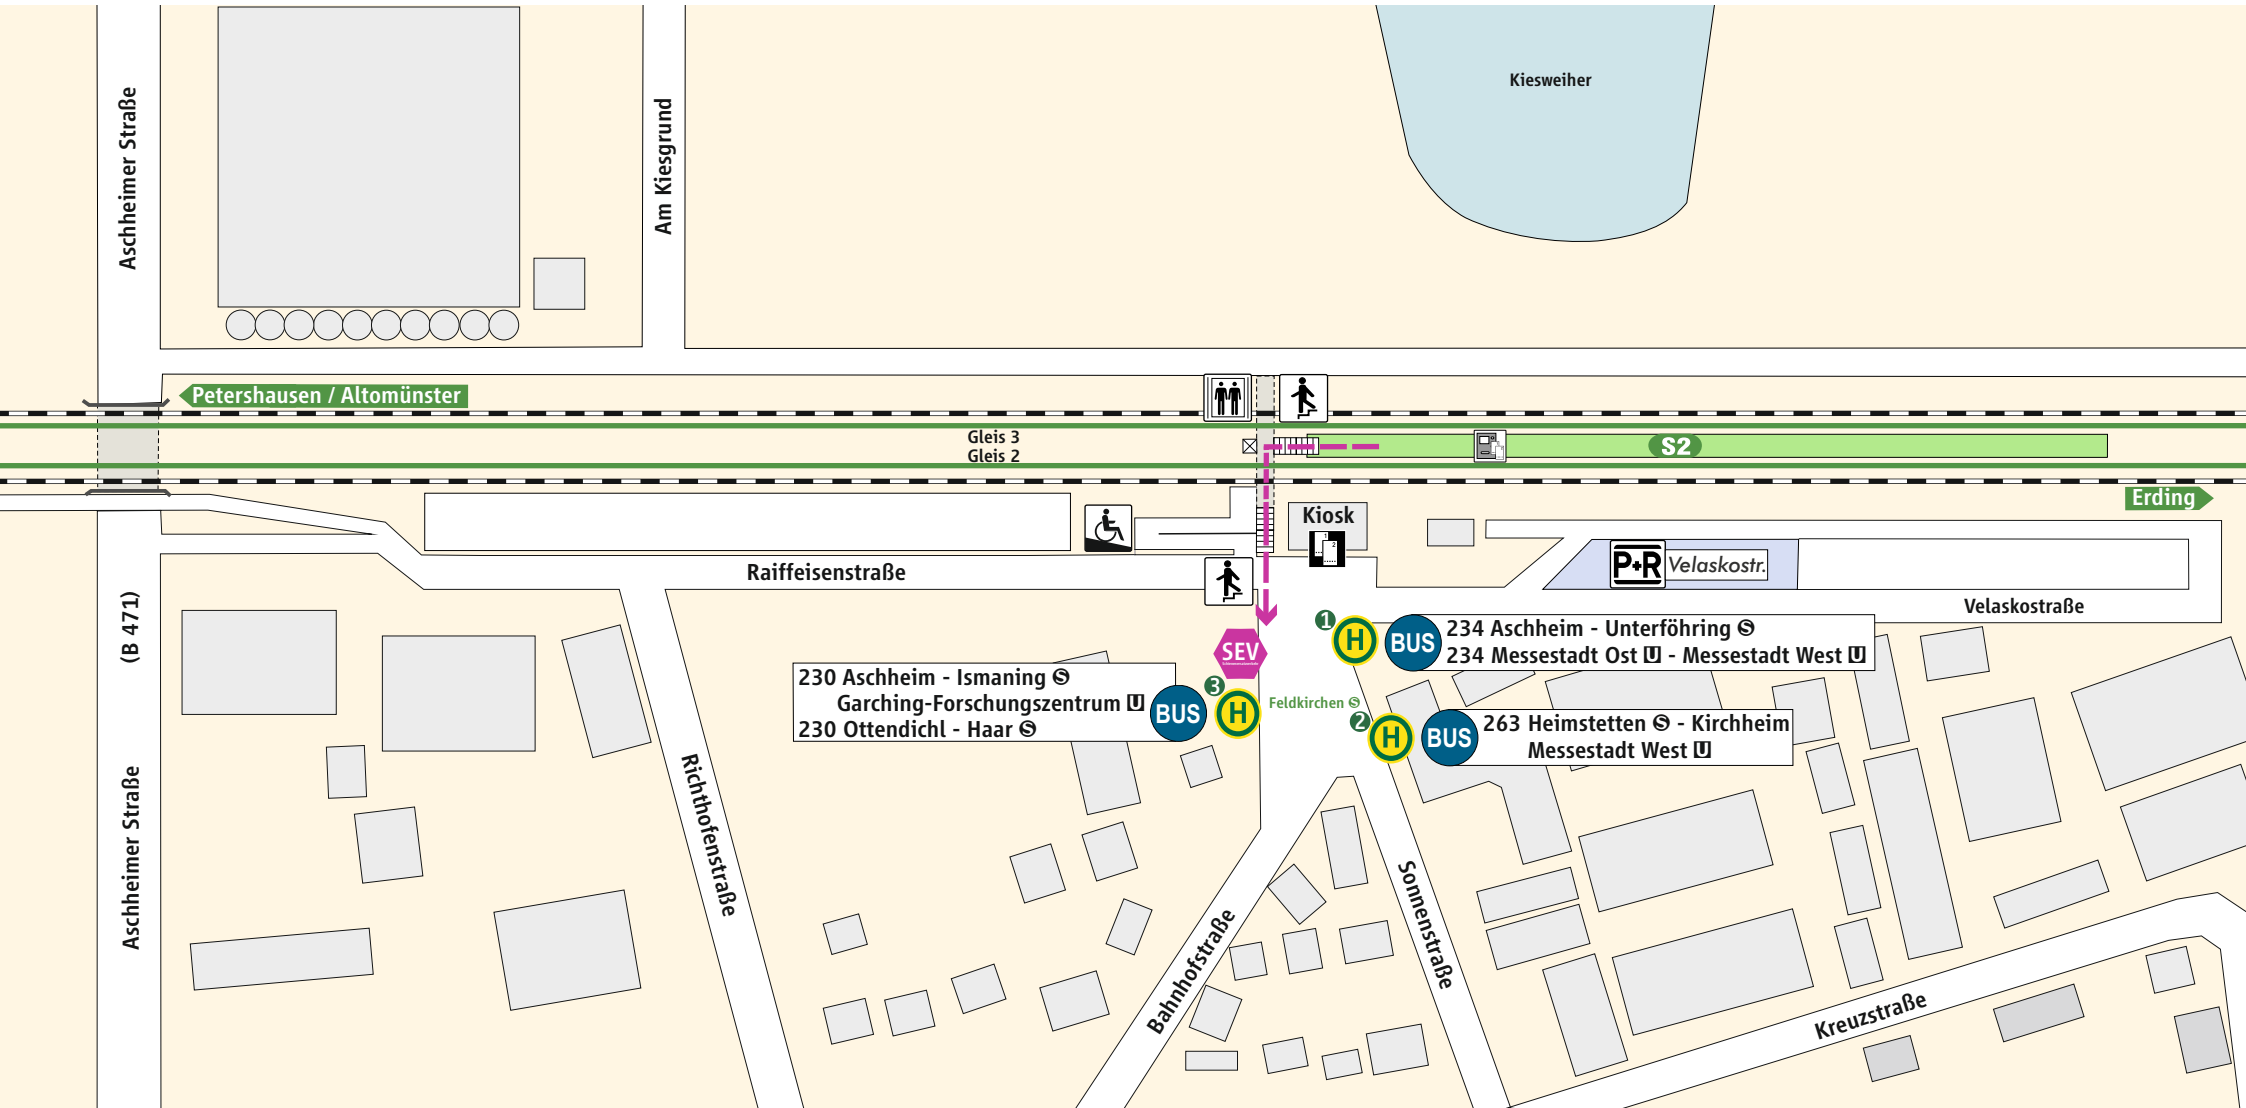 Kiesweiher
Aschheimer Straße
Am Kiesgrund
Petershausen / Altomünster
Gleis 3
Gleis 2
S2
Erding
Kiosk
1
2
P+R
Velaskostr.
Raiffeisenstraße
Velaskostraße
(B 471)
1
H
BUS
234 Aschheim - Unterföhring S
234 Messestadt Ost U - Messestadt West U
SEV
230 Aschheim - Ismaning S
Garching-Forschungszentrum U
230 Ottendichl - Haar S
BUS
3
H
Feldkirchen S
2
H
BUS
263 Heimstetten S - Kirchheim
Messestadt West U
Aschheimer Straße
Richthofenstraße
Bahnhofstraße
Sonnenstraße
Kreuzstraße